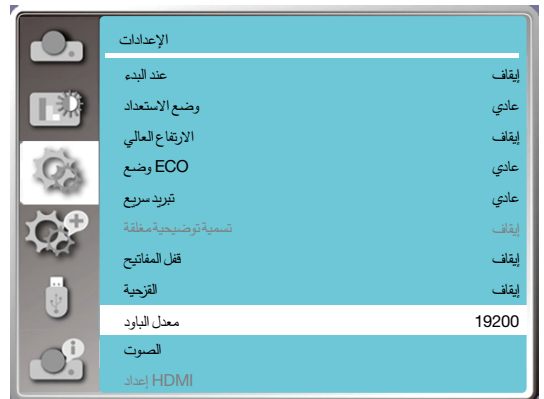 الإعدادات
عند البدء إيقاف
وضع الاستعداد عادي
الارتفاع العالي إيقاف
وضع ECO عادي
تبريد سريع عادي
تسمية توضيحية مغلقة إيقاف
قفل المفاتيح إيقاف
القزحية إيقاف
معدل الباود 19200
الصوت
إعداد HDMI